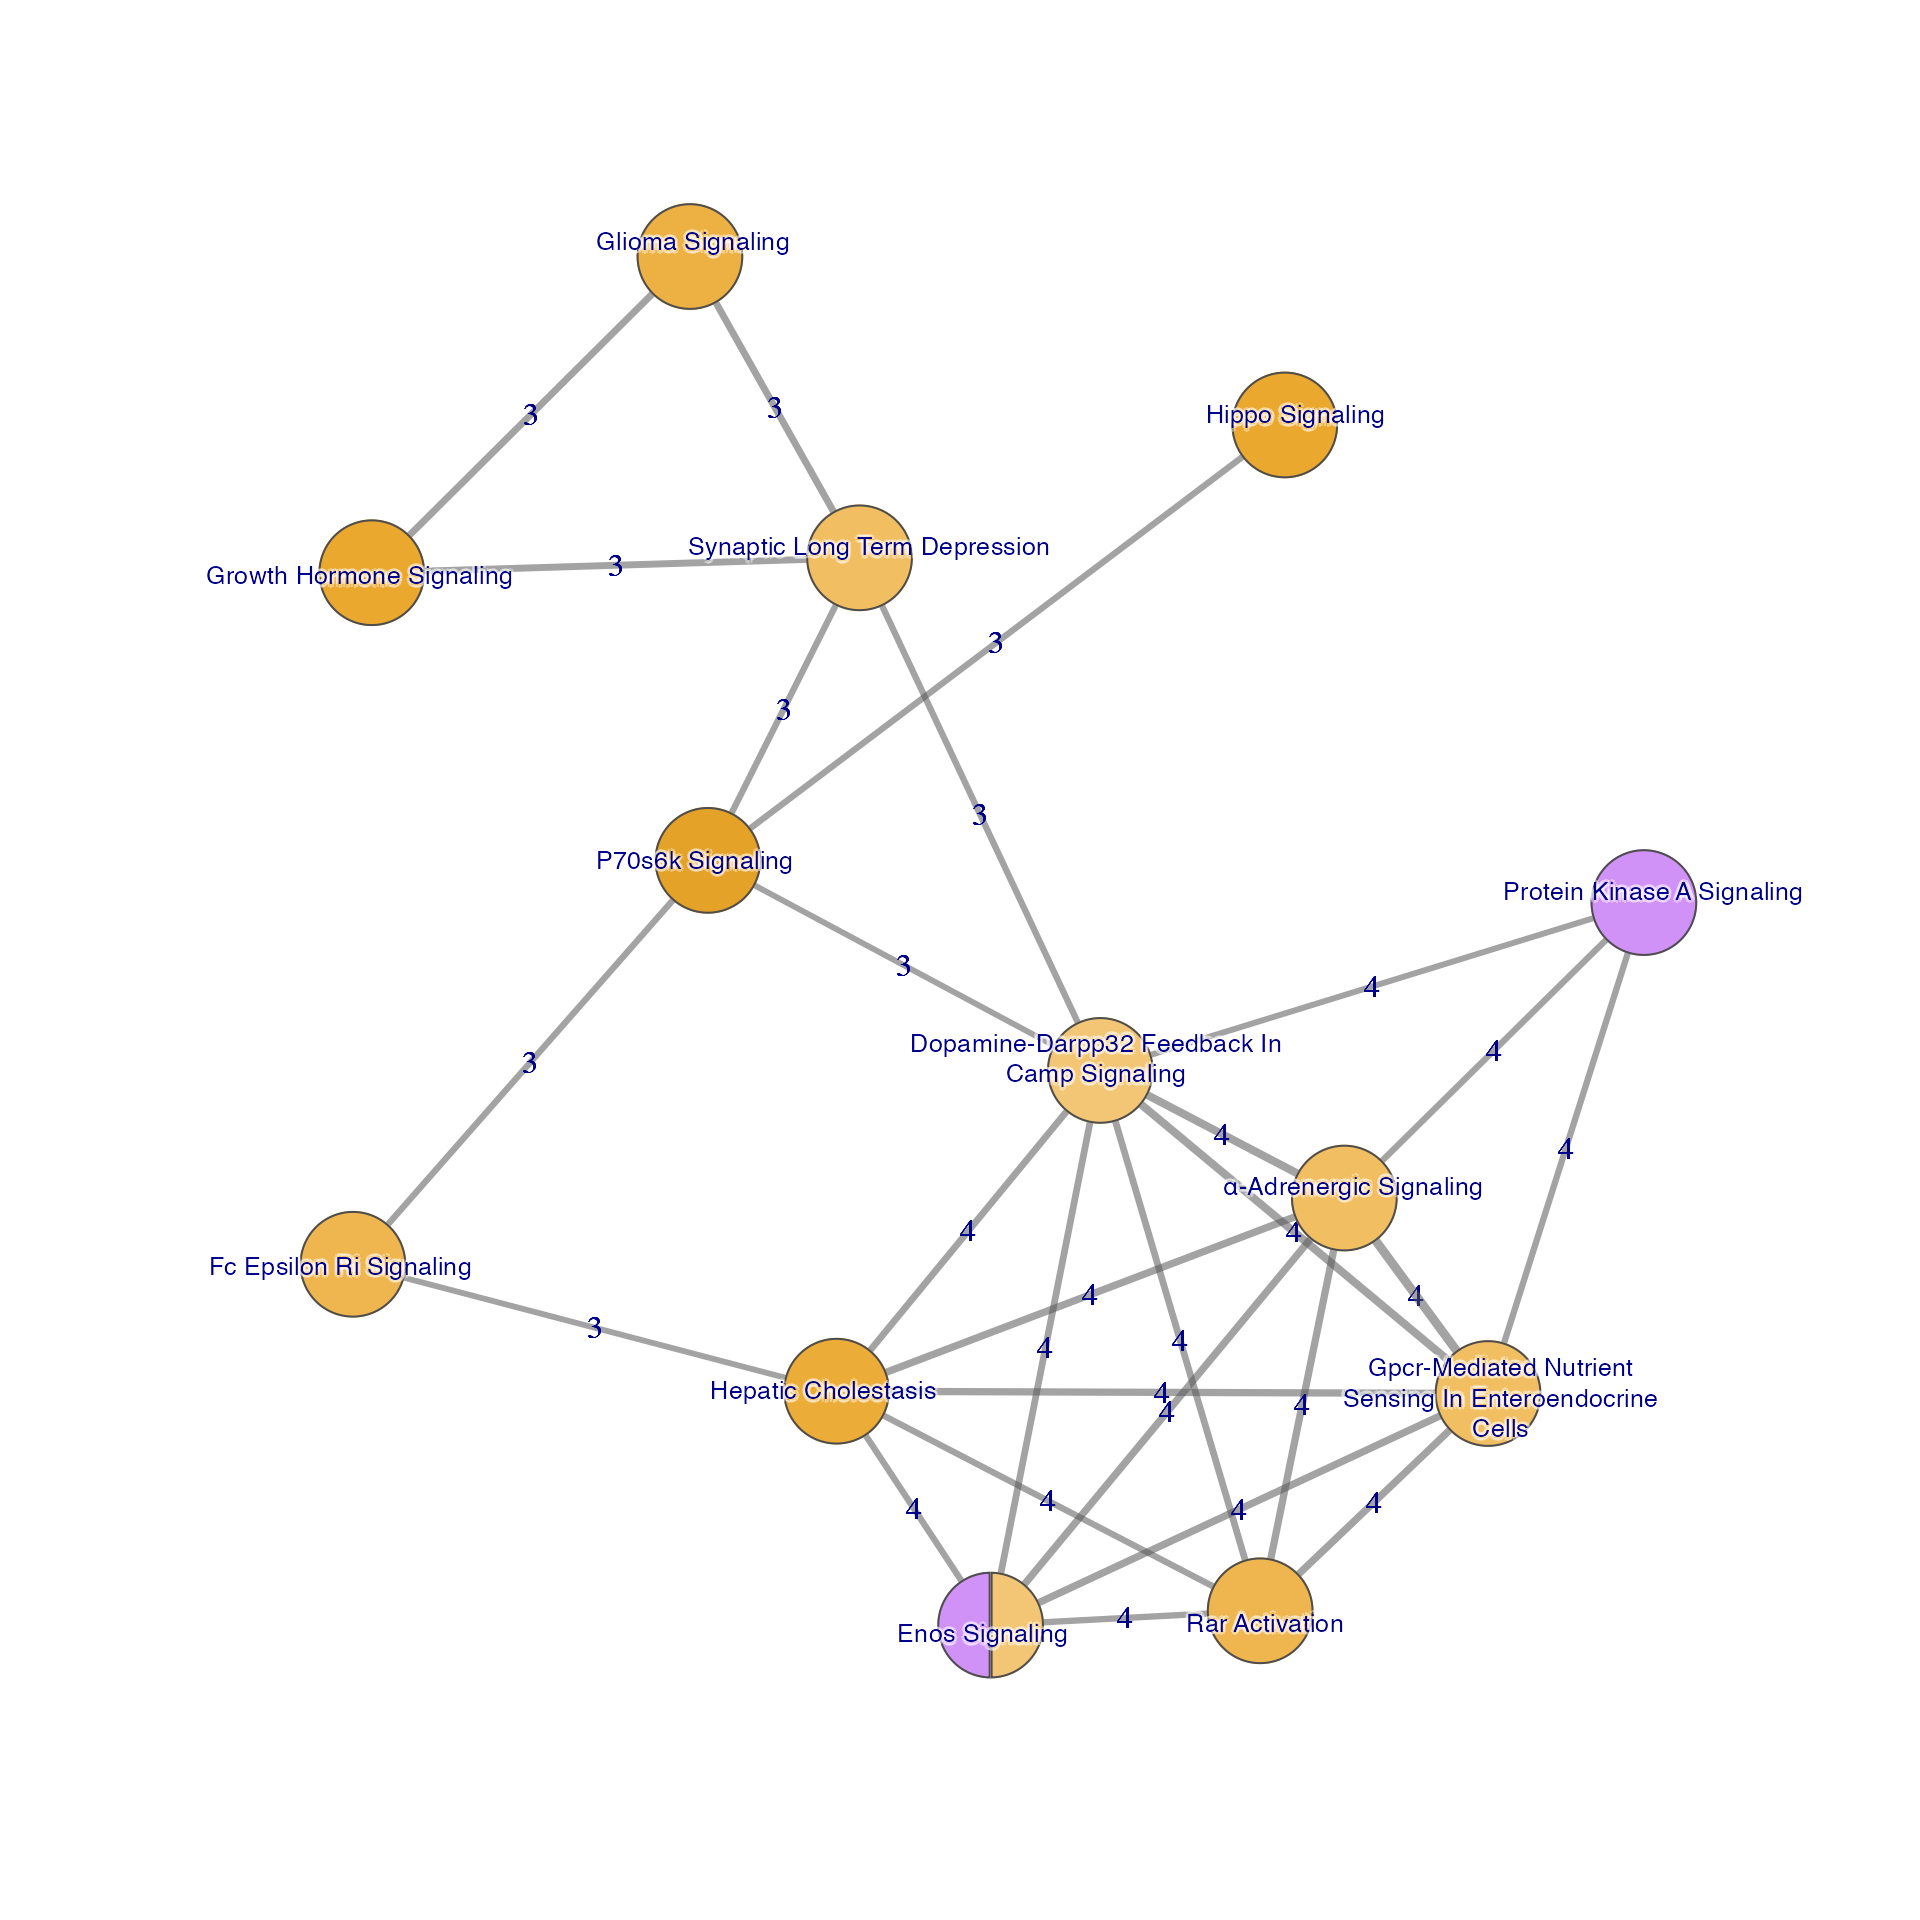 Glioma Signaling
3
3
Hippo Signaling
Synaptic Long Term Depression
3
Growth Hormone Signaling
3
3
3
P70s6k Signaling
Protein Kinase A Signaling
3
4
Dopamine-Darpp32 Feedback In
Camp Signaling
4
3
4
4
α-Adrenergic Signaling
4
4
Fc Epsilon Ri Signaling
4
4
3
4
4
Gpcr-Mediated Nutrient
Sensing In Enteroendocrine
Cells
Hepatic Cholestasis
4
4
4
4
4
4
4
4
Rar Activation
Enos Signaling